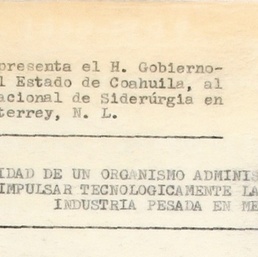 presenta el H. Gobierno-
l Estado de Coahuila, al
acional de Siderúrgia en
terrey, N. L.
IDAD DE UN ORGANISMO ADMINIS
IMPULSAR TECNOLOGICAMENTE LA
INDUSTRIA PESADA EN ME